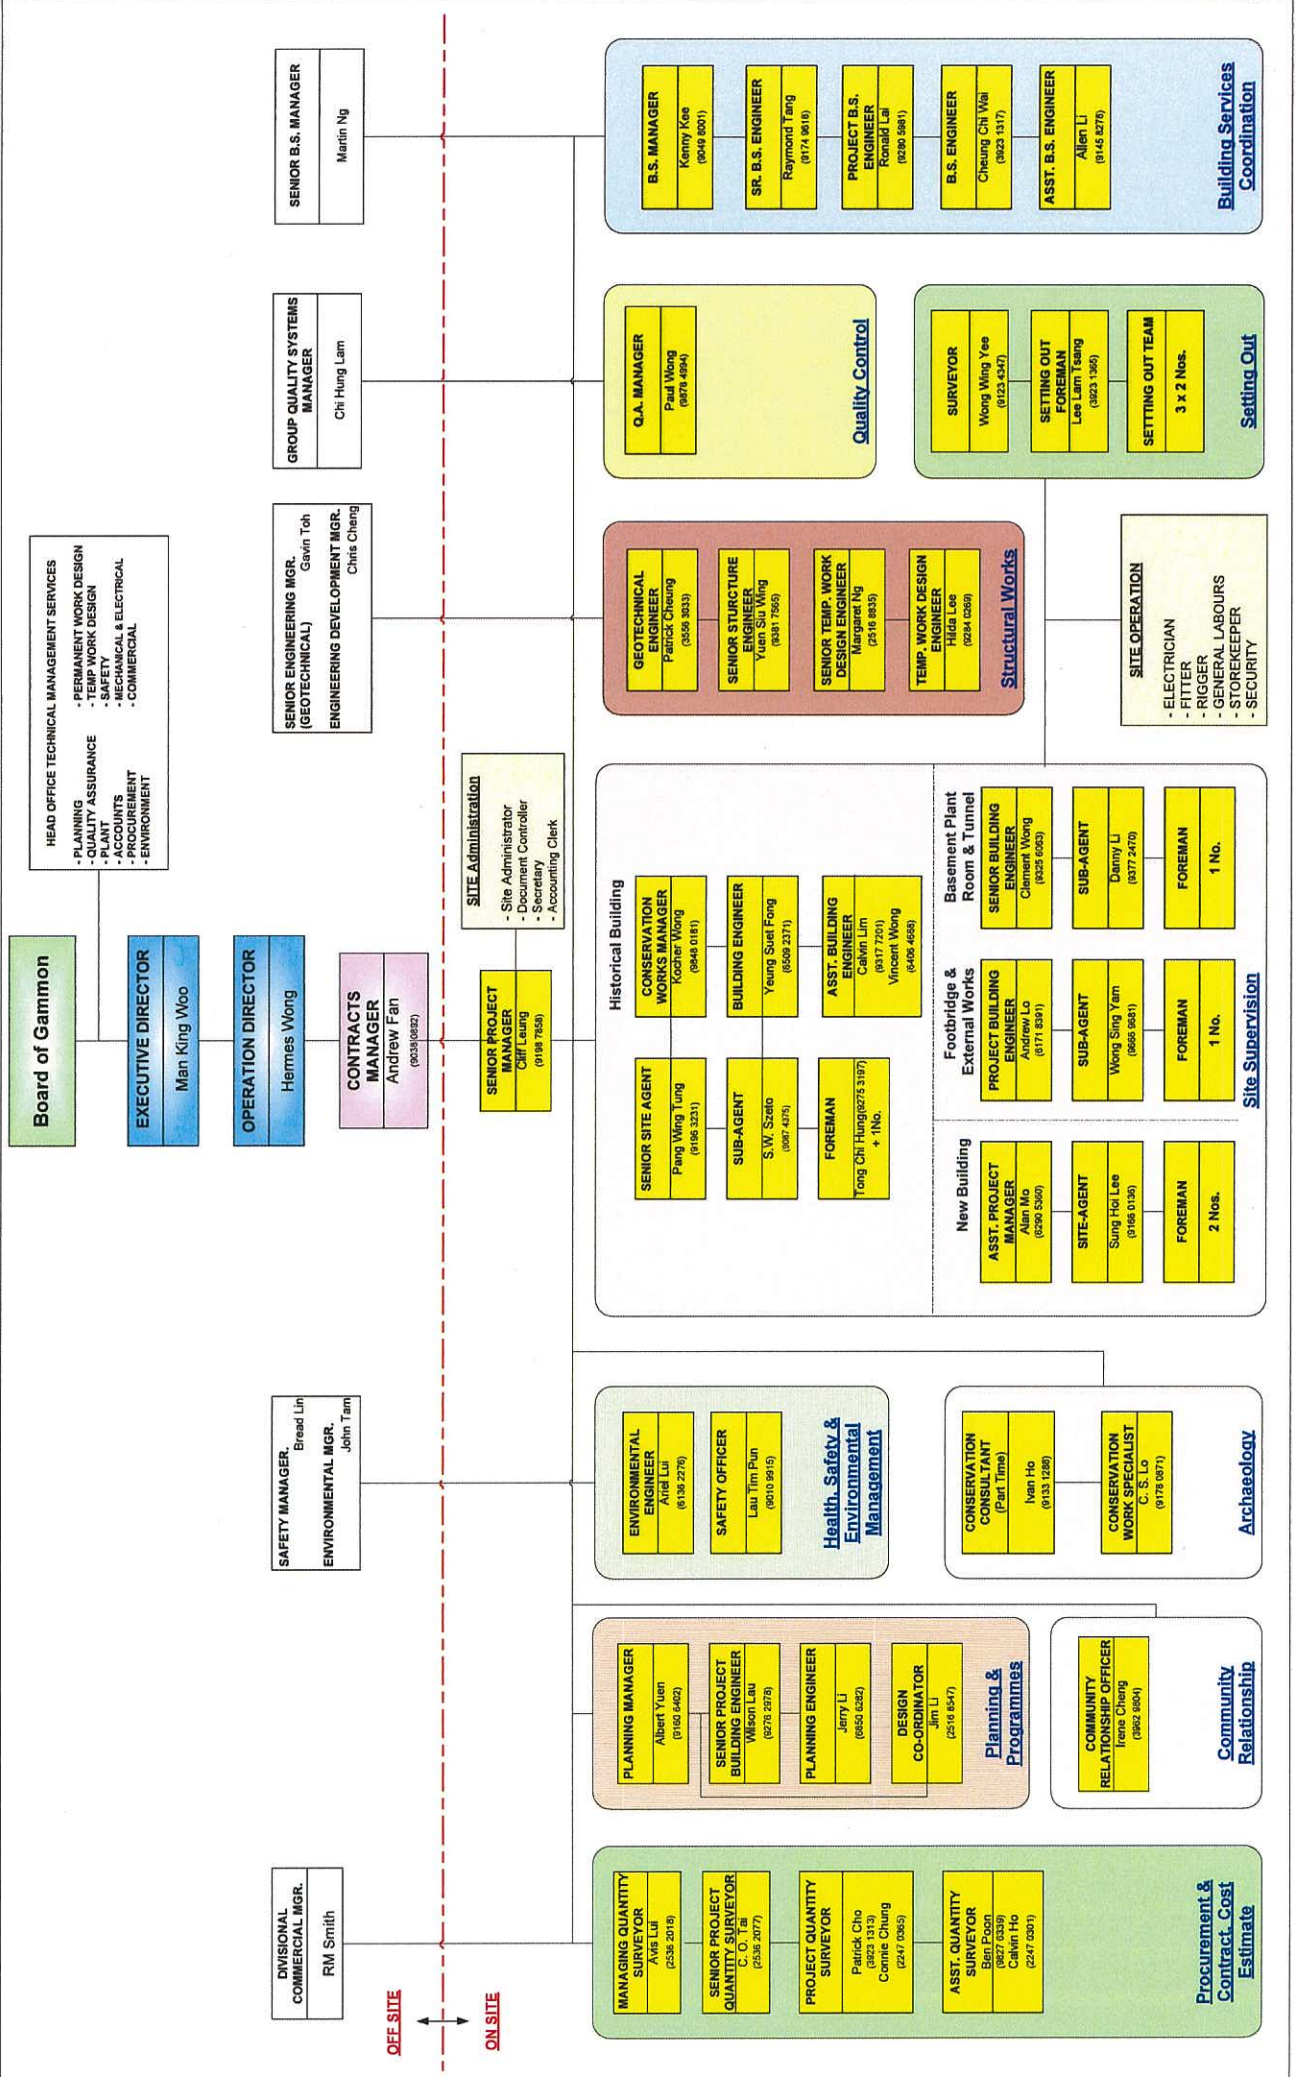 Board of Gammon
HEAD OFFICE TECHNICAL MANAGEMENT SERVICES
- PLANNING
- QUALITY ASSURANCE
- PLANT
- ACCOUNTS
- PROCUREMENT
- ENVIRONMENT
- PERMANENT WORK DESIGN
- TEMP WORK DESIGN
- SAFETY
- MECHANICAL & ELECTRICAL
- COMMERCIAL
EXECUTIVE DIRECTOR
Man King Woo
OPERATION DIRECTOR
Hermes Wong
CONTRACTS
MANAGER
Andrew Fan
(9038 0892)
DIVISIONAL
COMMERCIAL MGR.
RM Smith
SAFETY MANAGER.
Bread Lin
ENVIRONMENTAL MGR.
John Tam
SENIOR ENGINEERING MGR.
(GEOTECHNICAL)
Gavin Toh
ENGINEERING DEVELOPMENT MGR.
Chris Cheng
GROUP QUALITY SYSTEMS
MANAGER
Chi Hung Lam
SENIOR B.S. MANAGER
Martin Ng
OFF SITE
ON SITE
SENIOR PROJECT
MANAGER
Cliff Leung
(9198 7858)
SITE Administration
- Site Administrator
- Document Controller
- Secretary
- Accounting Clerk
MANAGING QUANTITY
SURVEYOR
Avis Lui
(2536 2018)
SENIOR PROJECT
QUANTITY SURVEYOR
C. O. Tai
(2536 2077)
PROJECT QUANTITY
SURVEYOR
Patrick Cho
(3923 1313)
Connie Chung
(2247 0365)
ASST. QUANTITY
SURVEYOR
Ben Poon
(9827 0339)
Calvin Ho
(2247 0301)
Procurement &
Contract, Cost
Estimate
PLANNING MANAGER
Albert Yuen
(9160 6402)
SENIOR PROJECT
BUILDING ENGINEER
Wilson Lau
(9276 2978)
PLANNING ENGINEER
Jerry Li
(6850 6282)
DESIGN
CO-ORDINATOR
Jim Li
(2516 8547)
Planning &
Programmes
COMMUNITY
RELATIONSHIP OFFICER
Irene Cheng
(3962 9804)
Community
Relationship
ENVIRONMENTAL
ENGINEER
Ariel Lui
(6136 2276)
SAFETY OFFICER
Lau Tim Pun
(9010 9915)
Health, Safety &
Environmental
Management
CONSERVATION
CONSULTANT
(Part Time)
Ivan Ho
(9133 1288)
CONSERVATION
WORK SPECIALIST
C. S. Lo
(9178 0871)
Archaeology
Historical Building
SENIOR SITE AGENT
Pang Wing Tung
(9196 3231)
SUB-AGENT
S.W. Szeto
(9087 4375)
FOREMAN
Tong Chi Hung(9275 3197)
+ 1No.
CONSERVATION
WORKS MANAGER
Kocher Wong
(9848 0181)
BUILDING ENGINEER
Yeung Suet Fong
(6509 2371)
ASST. BUILDING
ENGINEER
Calvin Lim
(9317 7201)
Vincent Wong
(6406 4668)
New Building
ASST. PROJECT
MANAGER
Alan Mo
(6290 5360)
SITE-AGENT
Sung Hoi Lee
(9166 0136)
FOREMAN
2 Nos.
Footbridge &
External Works
PROJECT BUILDING
ENGINEER
Andrew Lo
(6171 8391)
SUB-AGENT
Wong Sing Yam
(9666 9681)
FOREMAN
1 No.
Basement Plant
Room & Tunnel
SENIOR BUILDING
ENGINEER
Clement Wong
(9325 6063)
SUB-AGENT
Danny Li
(9377 2470)
FOREMAN
1 No.
Site Supervision
GEOTECHNICAL
ENGINEER
Patrick Cheung
(3556 3033)
SENIOR STURCTURE
ENGINEER
Yuen Siu Wing
(9381 7565)
SENIOR TEMP. WORK
DESIGN ENGINEER
Margaret Ng
(2516 8835)
TEMP. WORK DESIGN
ENGINEER
Hilda Lee
(9284 0269)
Structural Works
SITE OPERATION
- ELECTRICIAN
- FITTER
- RIGGER
- GENERAL LABOURS
- STOREKEEPER
- SECURITY
Q.A. MANAGER
Paul Wong
(9876 4994)
Quality Control
SURVEYOR
Wong Wing Yee
(9123 4347)
SETTING OUT
FOREMAN
Lee Lam Tsang
(3923 1365)
SETTTING OUT TEAM
3 x 2 Nos.
Setting Out
B.S. MANAGER
Kenny Kee
(9049 8001)
SR. B.S. ENGINEER
Raymond Tang
(9174 9618)
PROJECT B.S.
ENGINEER
Ronald Lai
(9280 5981)
B.S. ENGINEER
Cheung Chi Wai
(3923 1317)
ASST. B.S. ENGINEER
Allen Li
(9145 8276)
Building Services
Coordination